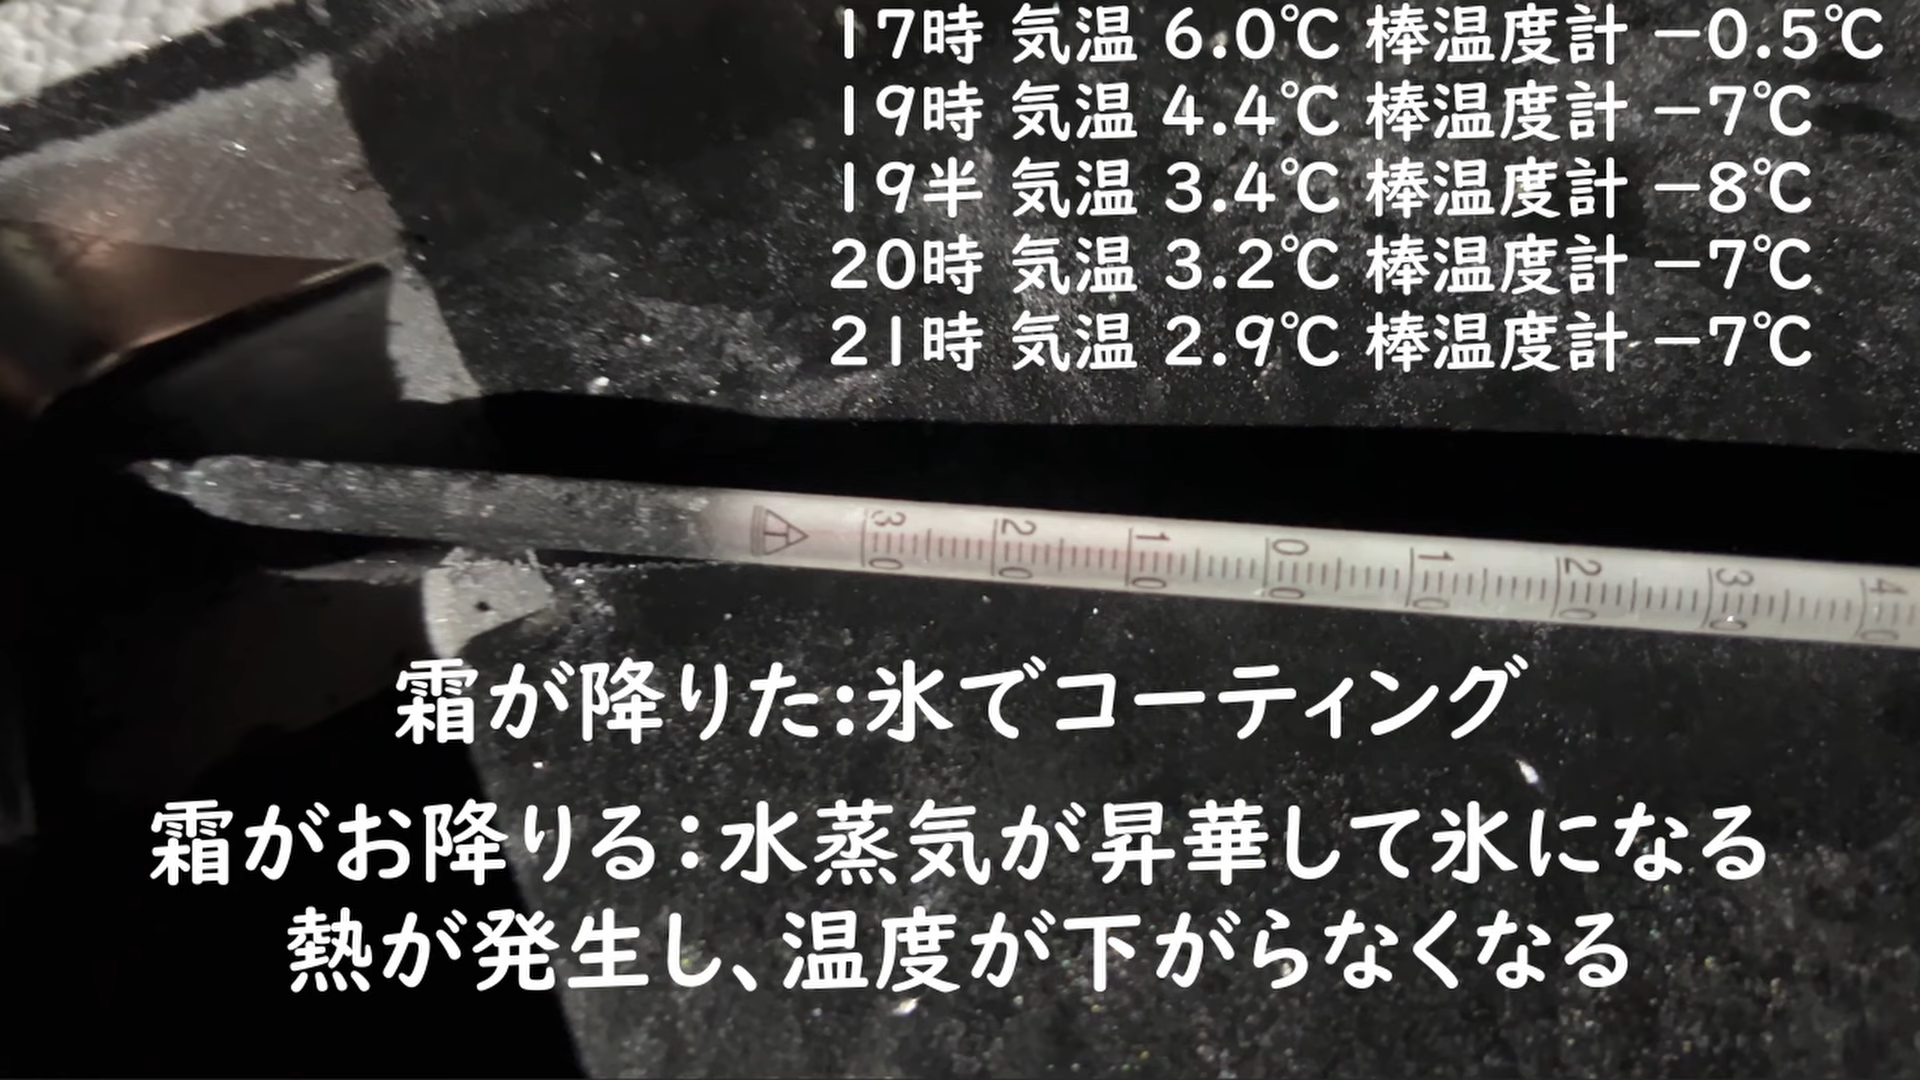 17時 気温 6.0℃ 棒温度計 −0.5℃
19時 気温 4.4℃ 棒温度計 −7℃
19半 気温 3.4℃ 棒温度計 −8℃
20時 気温 3.2℃ 棒温度計 −7℃
21時 気温 2.9℃ 棒温度計 −7℃
30 20 10 0 10 20 30 40
霜が降りた:氷でコーティング
霜がお降りる：水蒸気が昇華して氷になる
熱が発生し、温度が下がらなくなる